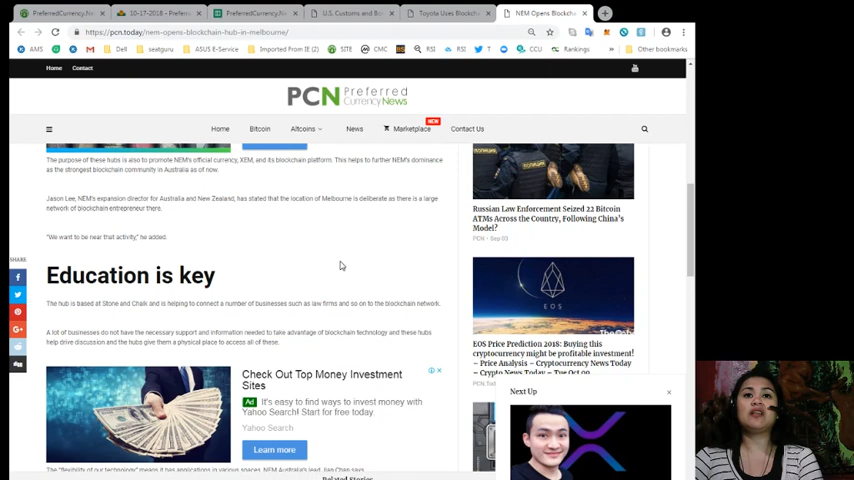 PreferredCurrency.Ne
10-17-2018 - Preferre
PreferredCurrency.Ne
U.S. Customs and Bor
Toyota Uses Blockcha
NEM Opens Blockcha
https://pcn.today/nem-opens-blockchain-hub-in-melbourne/
AMS
Dell
seatguru
ASUS E-Service
Imported From IE (2)
SITE
CMC
RSI
RSI
T
CCU
Rankings
Other bookmarks
Home
Contact
PCN Preferred
Currency News
Home
Bitcoin
Altcoins
News
Marketplace
NEW
Contact Us
The purpose of these hubs is also to promote NEM's official currency, XEM, and its blockchain platform. This helps to further NEM's dominance
as the strongest blockchain community in Australia as of now.
Jason Lee, NEM's expansion director for Australia and New Zealand, has stated that the location of Melbourne is deliberate as there is a large
network of blockchain entrepreneur there.
"We want to be near that activity," he added.
SHARE
Education is key
The hub is based at Stone and Chalk and is helping to connect a number of businesses such as law firms and so on to the blockchain network.
A lot of businesses do not have the necessary support and information needed to take advantage of blockchain technology and these hubs
help drive discussion and the hubs give them a physical place to access all of these.
Check Out Top Money Investment
Sites
Ad It's easy to find ways to invest money with
Yahoo Search! Start for free today.
Yahoo Search
Learn more
The "flexibility of our technology" means it has applications in various spaces, NEM Australia's lead, Jian Chan says
Related Stories
Russian Law Enforcement Seized 22 Bitcoin
ATMs Across the Country, Following China's
Model?
PCN - Sep 03
EOS
EOS Price Prediction 2018: Buying this
cryptocurrency might be profitable investment!
– Price Analysis – Cryptocurrency News Today
– Crypto News Today – Tue Oct 09
PCN Tod
Next Up